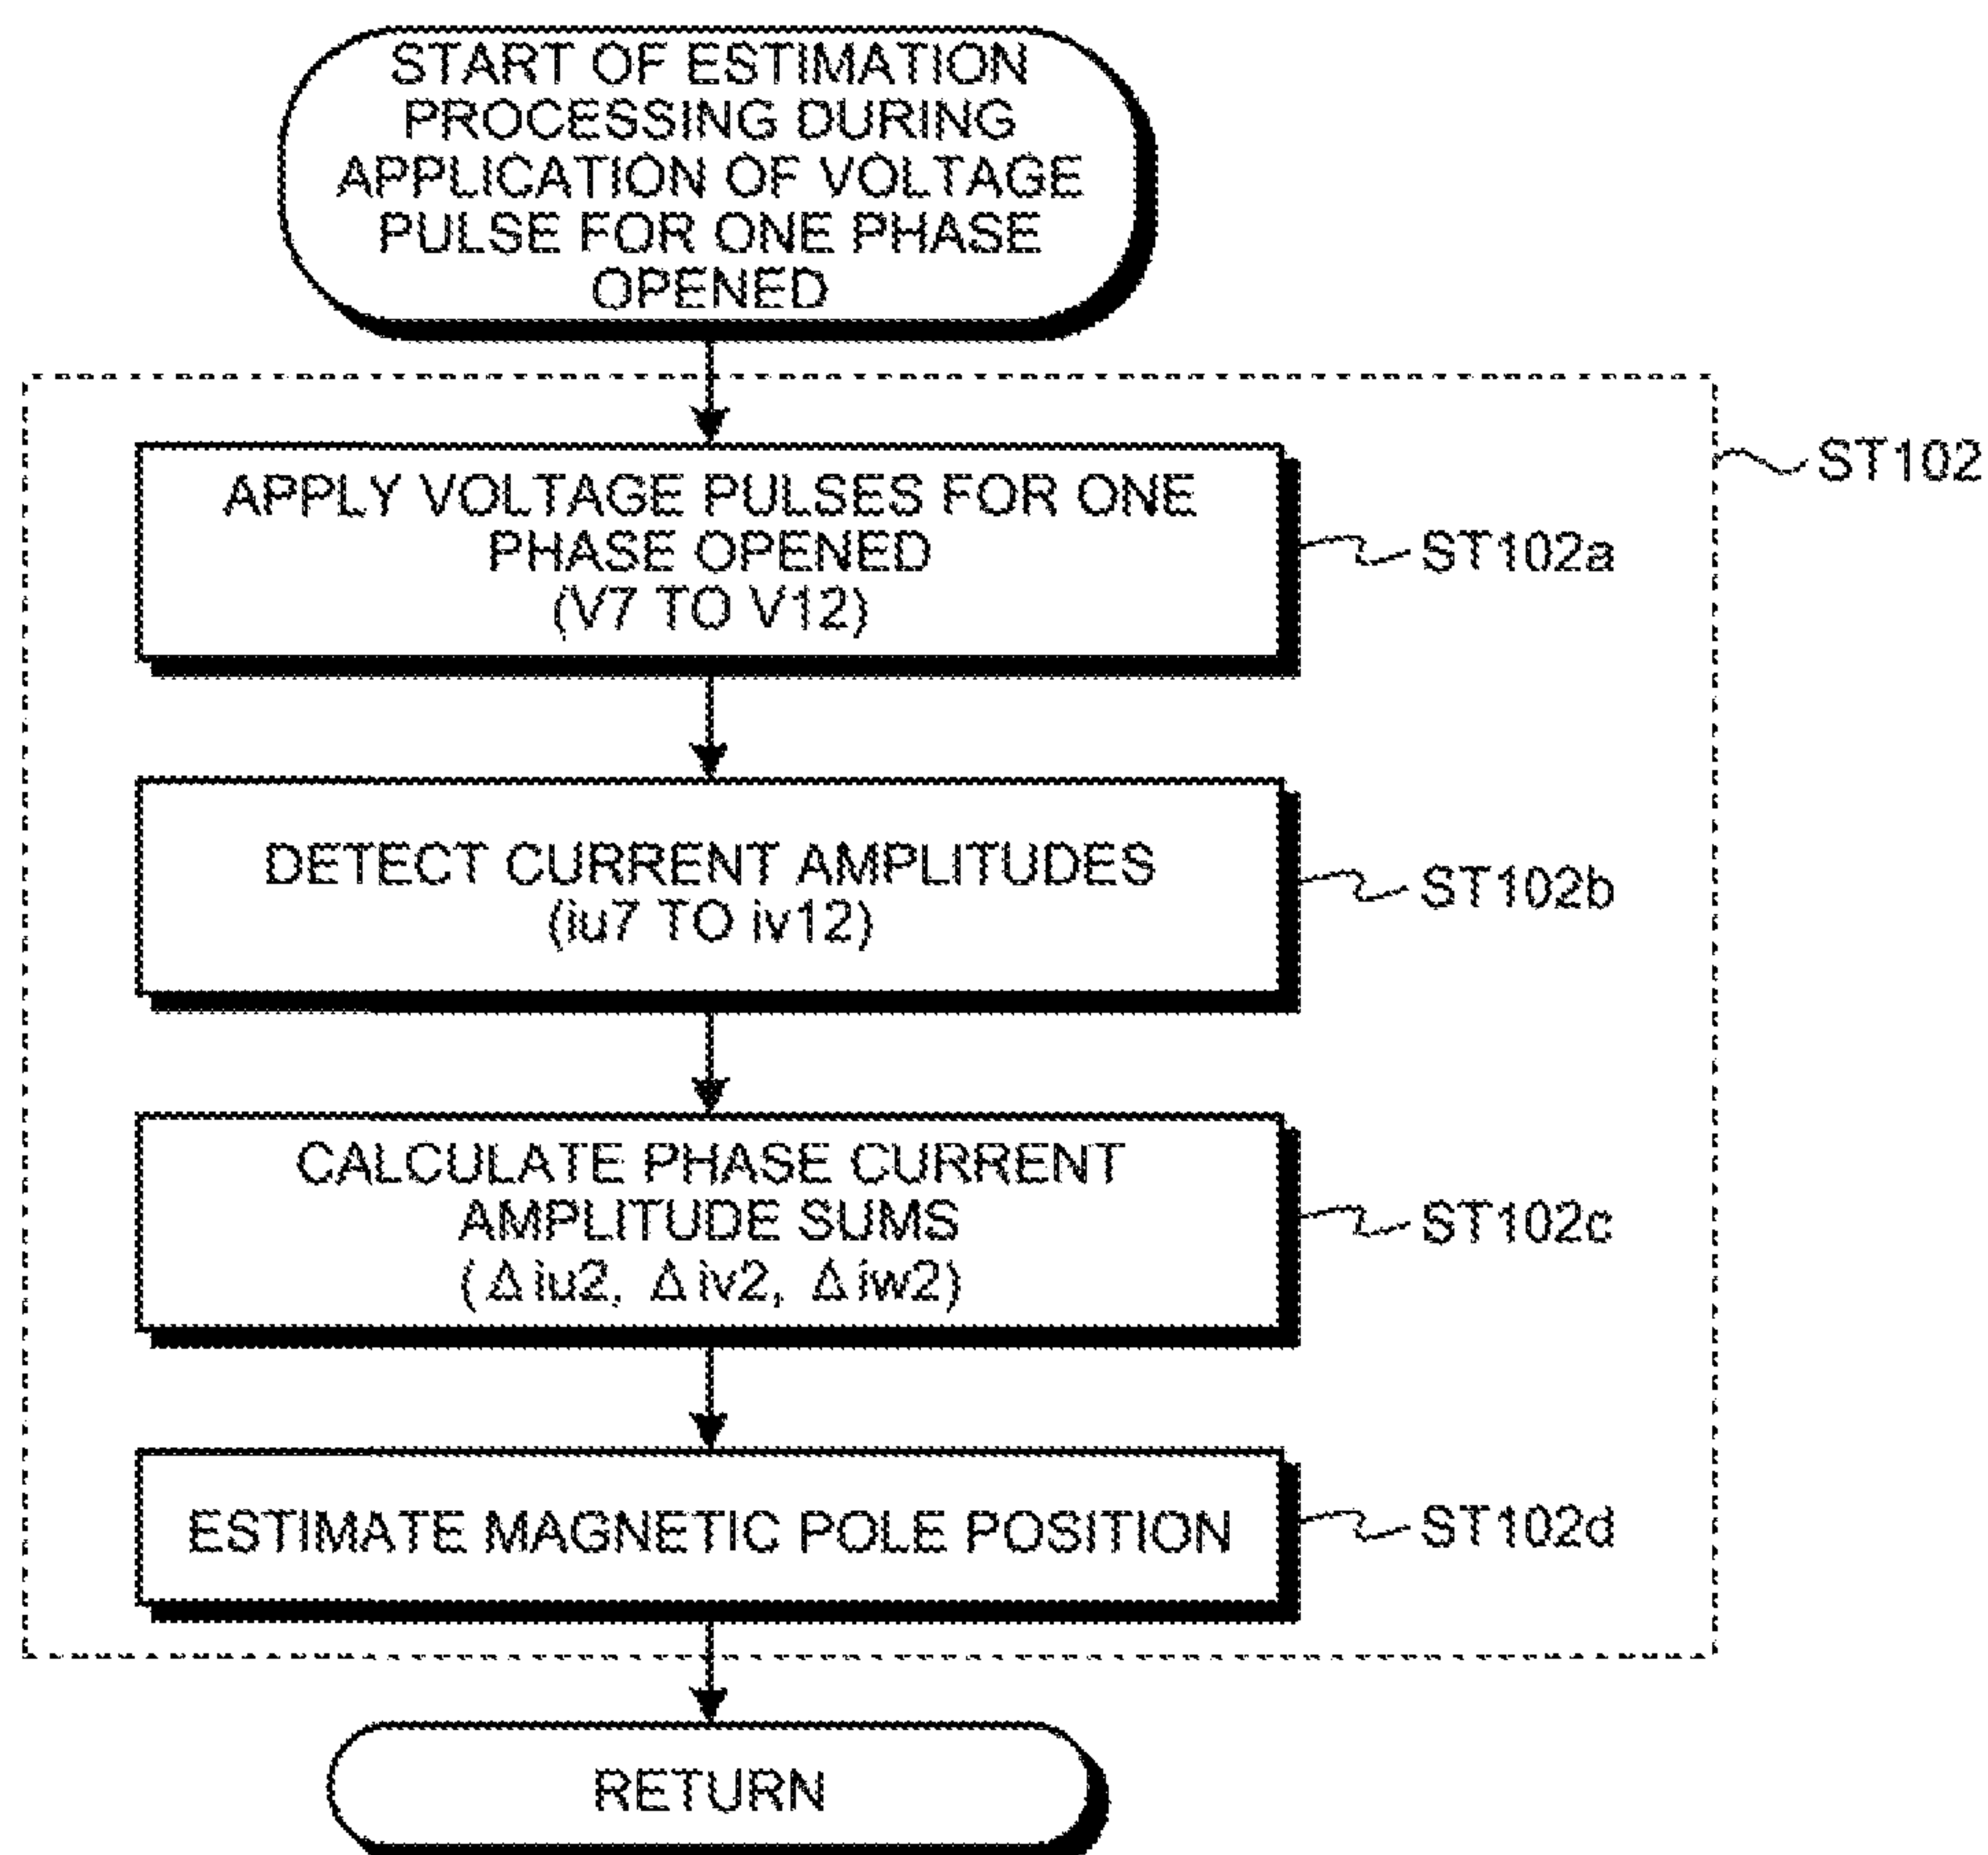 START OF ESTIMATION
PROCESSING DURING
APPLICATION OF VOLTAGE
PULSE FOR ONE PHASE
OPENED
ST102
APPLY VOLTAGE PULSES FOR ONE
PHASE OPENED
(V7 TO V12)
ST102a
DETECT CURRENT AMPLITUDES
(iu7 TO iv12)
ST102b
CALCULATE PHASE CURRENT
AMPLITUDE SUMS
(Δiu2, Δiv2, Δiw2)
ST102c
ESTIMATE MAGNETIC POLE POSITION
ST102d
RETURN